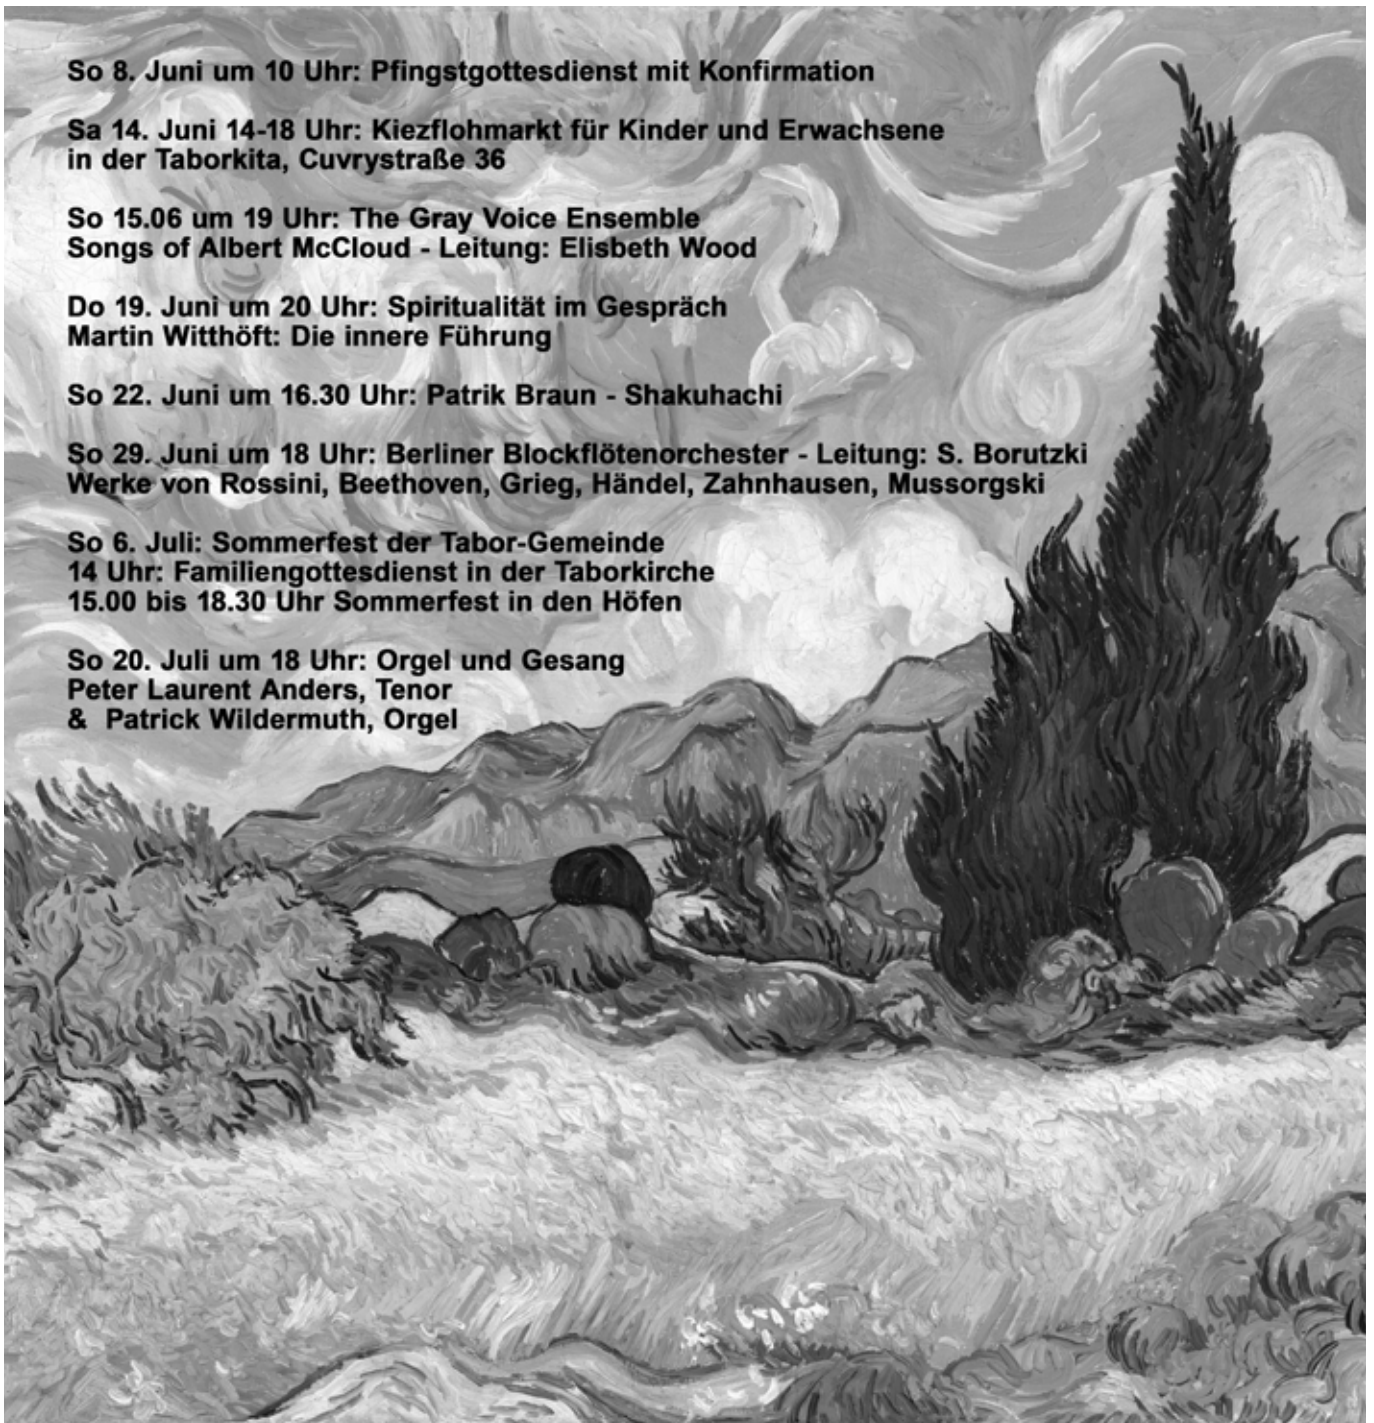 So 8. Juni um 10 Uhr: Pfingstgottesdienst mit Konfirmation
Sa 14. Juni 14-18 Uhr: Kiezflohmarkt für Kinder und Erwachsene
in der Taborkita, Cuvrystraße 36
So 15.06 um 19 Uhr: The Gray Voice Ensemble
Songs of Albert McCloud - Leitung: Elisbeth Wood
Do 19. Juni um 20 Uhr: Spiritualität im Gespräch
Martin Witthöft: Die innere Führung
So 22. Juni um 16.30 Uhr: Patrik Braun - Shakuhachi
So 29. Juni um 18 Uhr: Berliner Blockflötenorchester - Leitung: S. Borutzki
Werke von Rossini, Beethoven, Grieg, Händel, Zahnhausen, Mussorgski
So 6. Juli: Sommerfest der Tabor-Gemeinde
14 Uhr: Familiengottesdienst in der Taborkirche
15.00 bis 18.30 Uhr Sommerfest in den Höfen
So 20. Juli um 18 Uhr: Orgel und Gesang
Peter Laurent Anders, Tenor
& Patrick Wildermuth, Orgel